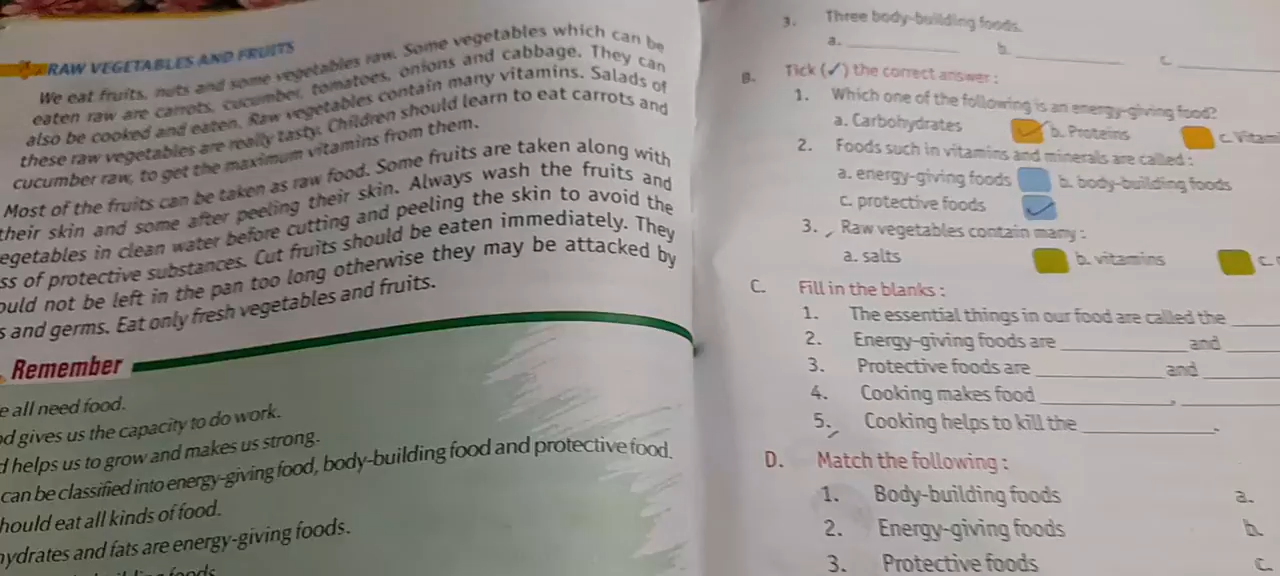 RAW VEGETABLES AND FRUITS
We eat fruits, nuts and some vegetables raw. Some vegetables which can be
eaten raw are carrots, cucumber, tomatoes, onions and cabbage. They can
also be cooked and eaten. Raw vegetables contain many vitamins. Salads of
these raw vegetables are really tasty. Children should learn to eat carrots and
cucumber raw, to get the maximum vitamins from them.
Most of the fruits can be taken as raw food. Some fruits are taken along with
their skin and some after peeling their skin. Always wash the fruits and
egetables in clean water before cutting and peeling the skin to avoid the
ss of protective substances. Cut fruits should be eaten immediately. They
ould not be left in the pan too long otherwise they may be attacked by
s and germs. Eat only fresh vegetables and fruits.
Remember
e all need food.
od gives us the capacity to do work.
d helps us to grow and makes us strong.
can be classified into energy-giving food, body-building food and protective food.
hould eat all kinds of food.
hydrates and fats are energy-giving foods.
foods
3. Three body-building foods.
a. b. c.
B. Tick (✓) the correct answer :
1. Which one of the following is an energy-giving food?
a. Carbohydrates b. Proteins c. Vitam
2. Foods such in vitamins and minerals are called :
a. energy-giving foods b. body-building foods
c. protective foods
3. Raw vegetables contain many :
a. salts b. vitamins c.
C. Fill in the blanks :
1. The essential things in our food are called the ____
2. Energy-giving foods are ____ and ____
3. Protective foods are ____ and ____
4. Cooking makes food ____, ____
5. Cooking helps to kill the ____.
D. Match the following :
1. Body-building foods a.
2. Energy-giving foods b.
3. Protective foods c.